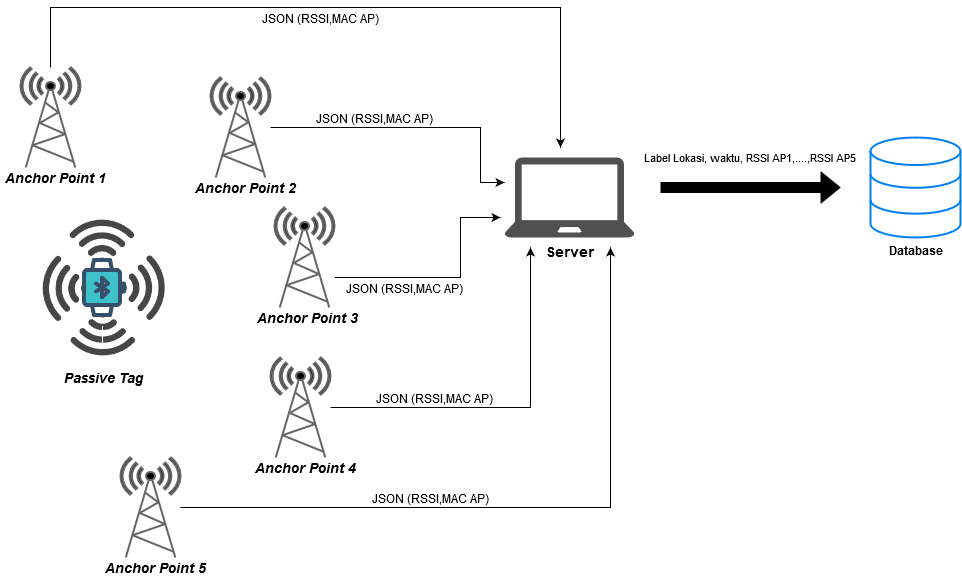 JSON (RSSI,MAC AP)
Anchor Point 1
JSON (RSSI,MAC AP)
Anchor Point 2
Label Lokasi, waktu, RSSI AP1,....,RSSI AP5
Server
Database
JSON (RSSI,MAC AP)
Anchor Point 3
Passive Tag
JSON (RSSI,MAC AP)
Anchor Point 4
JSON (RSSI,MAC AP)
Anchor Point 5